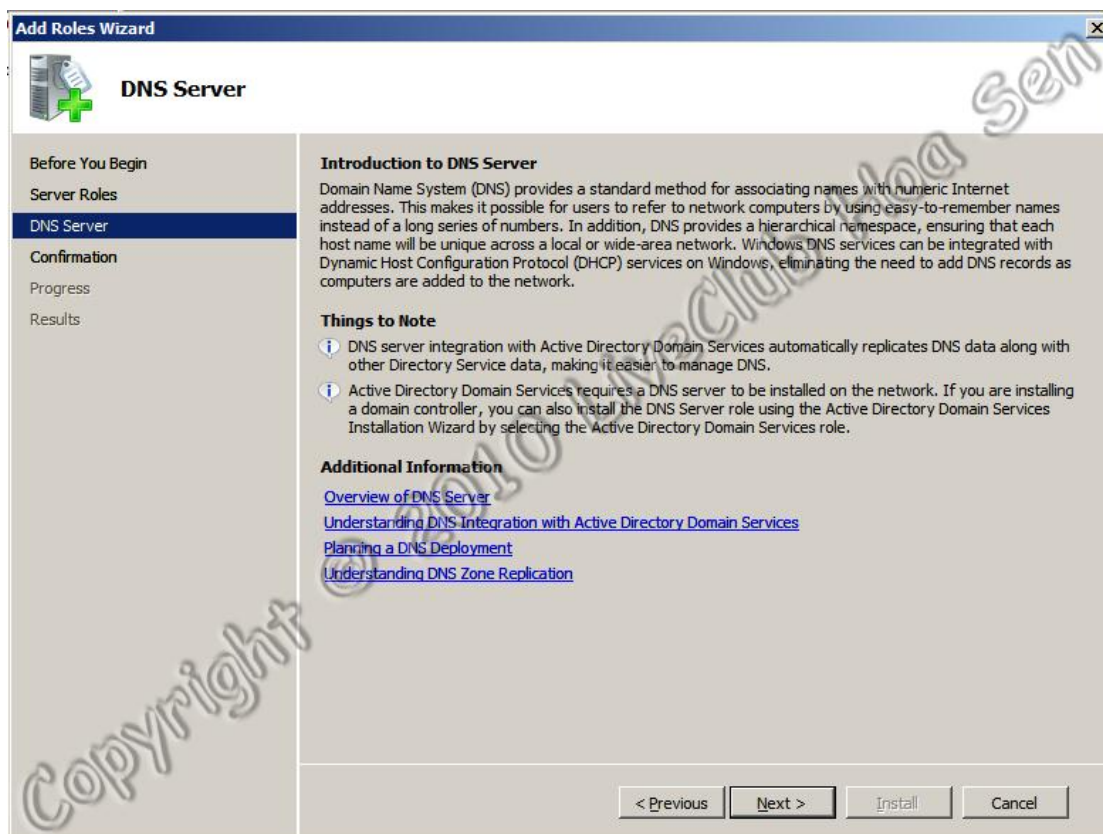 Add Roles Wizard
DNS Server
Before You Begin
Server Roles
DNS Server
Confirmation
Progress
Results
Introduction to DNS Server
Domain Name System (DNS) provides a standard method for associating names with numeric Internet
addresses. This makes it possible for users to refer to network computers by using easy-to-remember names
instead of a long series of numbers. In addition, DNS provides a hierarchical namespace, ensuring that each
host name will be unique across a local or wide-area network. Windows DNS services can be integrated with
Dynamic Host Configuration Protocol (DHCP) services on Windows, eliminating the need to add DNS records as
computers are added to the network.
Things to Note
DNS server integration with Active Directory Domain Services automatically replicates DNS data along with
other Directory Service data, making it easier to manage DNS.
Active Directory Domain Services requires a DNS server to be installed on the network. If you are installing
a domain controller, you can also install the DNS Server role using the Active Directory Domain Services
Installation Wizard by selecting the Active Directory Domain Services role.
Additional Information
Overview of DNS Server
Understanding DNS Integration with Active Directory Domain Services
Planning a DNS Deployment
Understanding DNS Zone Replication
< Previous
Next >
Install
Cancel
Copyright © 2010 LiveClub Hoa Sen